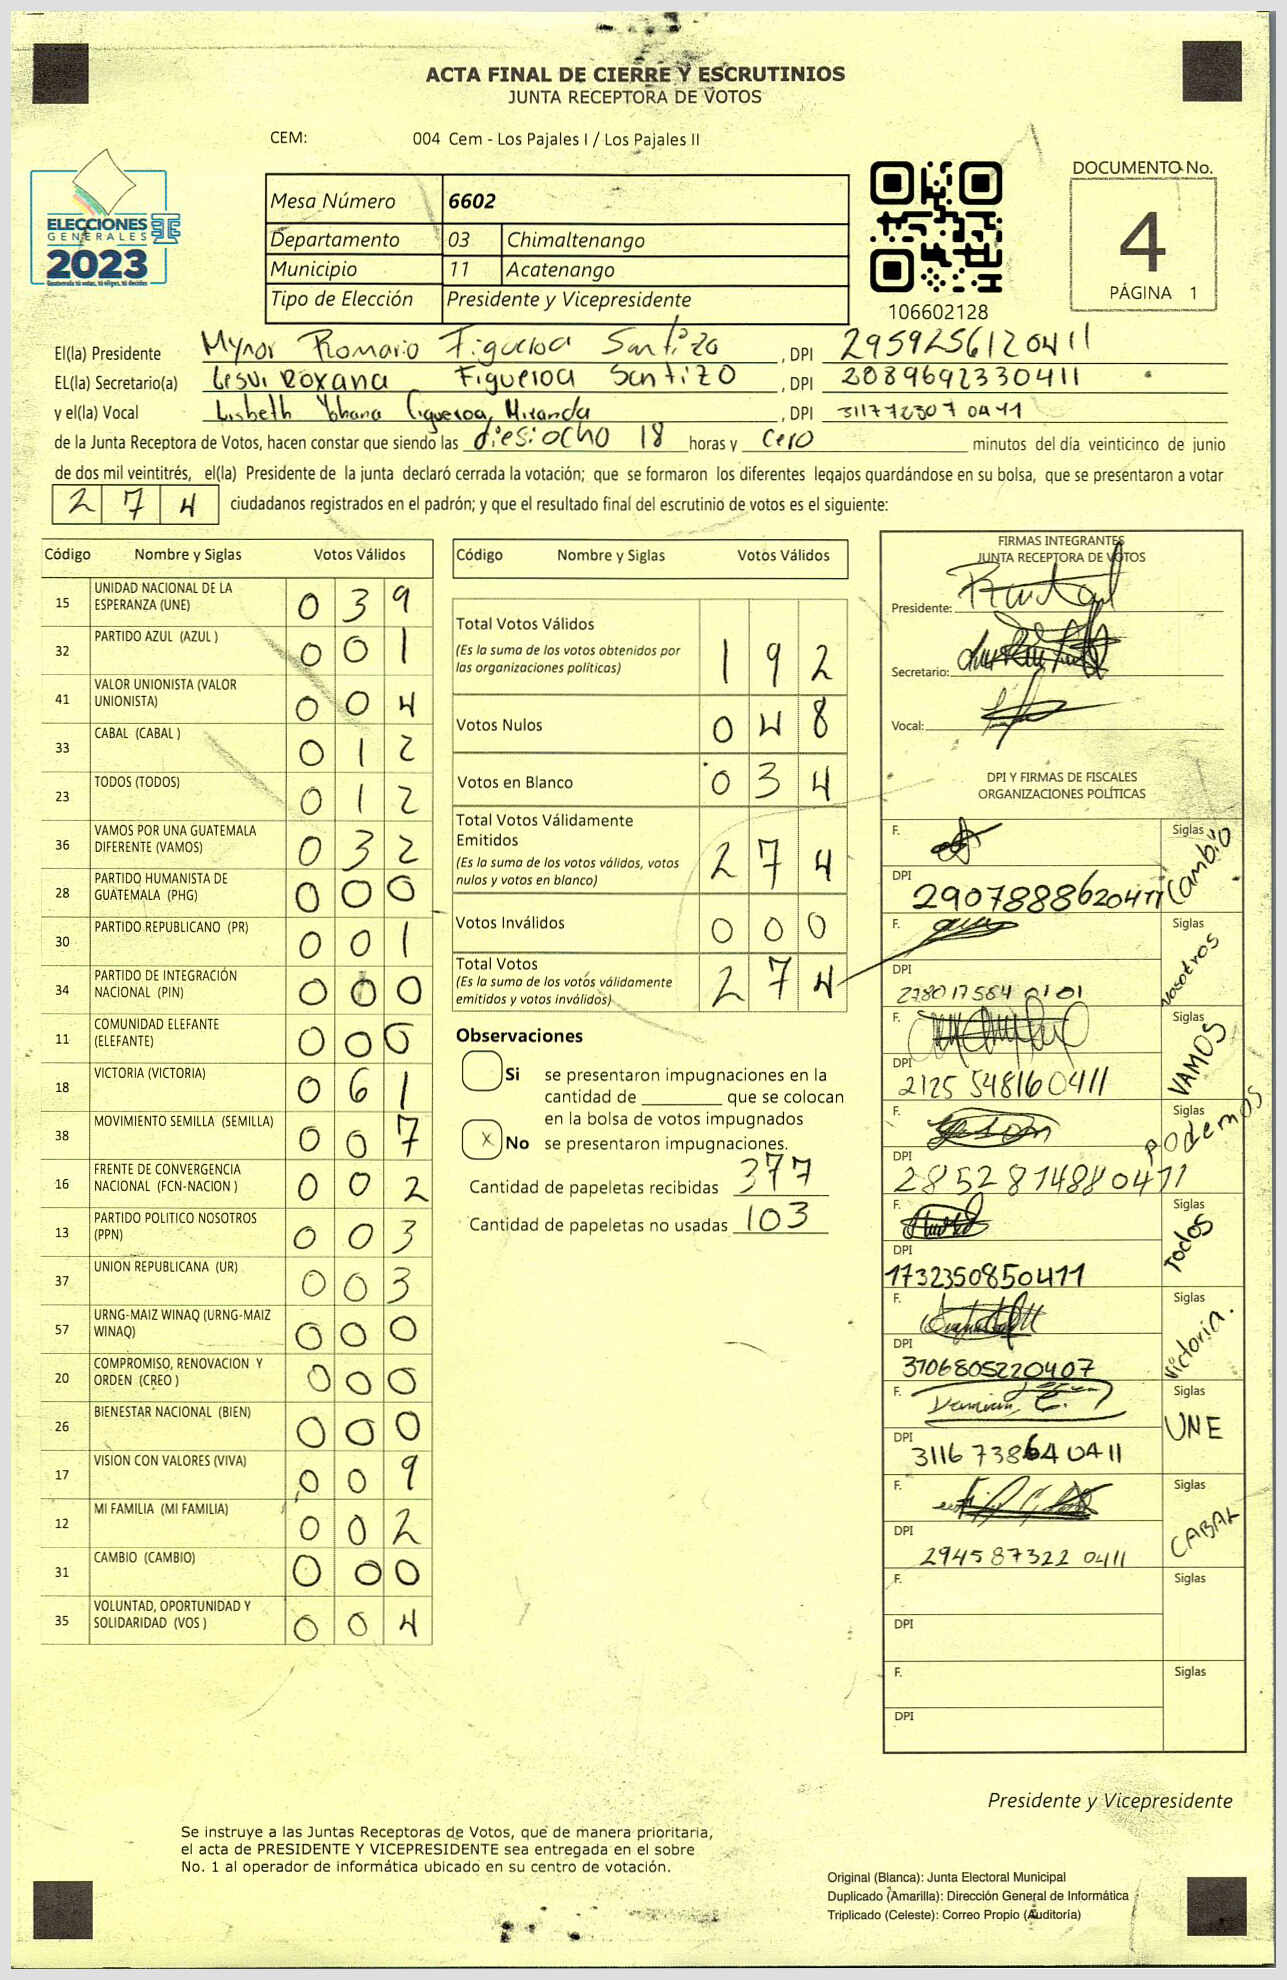 ACTA FINAL DE CIERRE Y ESCRUTINIOS
JUNTA RECEPTORA DE VOTOS
CEM: 004 Cem - Los Pajales I / Los Pajales II
ELECCIONES
GENERALES
2023
Guatemala tú votas, tú eliges, tú decides
Mesa Número 6602
Departamento 03 Chimaltenango
Municipio 11 Acatenango
Tipo de Elección Presidente y Vicepresidente
106602128
DOCUMENTO No.
4
PÁGINA 1
El(la) Presidente Mynor Romario Figueroa Santizo, DPI 2959256120411
EL(la) Secretario(a) Lesvi Roxana Figueroa Santizo, DPI 2089692330411
y el(la) Vocal Lisbeth Yohana Figueroa Miranda, DPI 3117723070411
de la Junta Receptora de Votos, hacen constar que siendo las diesiocho 18 horas y cero minutos del día veinticinco de junio
de dos mil veintitrés, el(la) Presidente de la junta declaró cerrada la votación; que se formaron los diferentes legajos quardándose en su bolsa, que se presentaron a votar
2 7 4 ciudadanos registrados en el padrón; y que el resultado final del escrutinio de votos es el siguiente:
Código Nombre y Siglas Votos Válidos
15 UNIDAD NACIONAL DE LA ESPERANZA (UNE) 0 3 9
32 PARTIDO AZUL (AZUL ) 0 0 1
41 VALOR UNIONISTA (VALOR UNIONISTA) 0 0 4
33 CABAL (CABAL ) 0 1 2
23 TODOS (TODOS) 0 1 2
36 VAMOS POR UNA GUATEMALA DIFERENTE (VAMOS) 0 3 2
28 PARTIDO HUMANISTA DE GUATEMALA (PHG) 0 0 0
30 PARTIDO REPUBLICANO (PR) 0 0 1
34 PARTIDO DE INTEGRACIÓN NACIONAL (PIN) 0 0 0
11 COMUNIDAD ELEFANTE (ELEFANTE) 0 0 0
18 VICTORIA (VICTORIA) 0 6 1
38 MOVIMIENTO SEMILLA (SEMILLA) 0 0 7
16 FRENTE DE CONVERGENCIA NACIONAL (FCN-NACION ) 0 0 2
13 PARTIDO POLITICO NOSOTROS (PPN) 0 0 3
37 UNION REPUBLICANA (UR) 0 0 3
57 URNG-MAIZ WINAQ (URNG-MAIZ WINAQ) 0 0 0
20 COMPROMISO, RENOVACION Y ORDEN (CREO ) 0 0 0
26 BIENESTAR NACIONAL (BIEN) 0 0 0
17 VISION CON VALORES (VIVA) 0 0 9
12 MI FAMILIA (MI FAMILIA) 0 0 2
31 CAMBIO (CAMBIO) 0 0 0
35 VOLUNTAD, OPORTUNIDAD Y SOLIDARIDAD (VOS ) 0 0 4
Código Nombre y Siglas Votos Válidos
Total Votos Válidos
(Es la suma de los votos obtenidos por
las organizaciones políticas) 1 9 2
Votos Nulos 0 4 8
Votos en Blanco 0 3 4
Total Votos Válidamente
Emitidos
(Es la suma de los votos válidos, votos
nulos y votos en blanco) 2 7 4
Votos Inválidos 0 0 0
Total Votos
(Es la suma de los votos válidamente
emitidos y votos inválidos) 2 7 4
Observaciones
Si se presentaron impugnaciones en la
cantidad de ________ que se colocan
en la bolsa de votos impugnados
X No se presentaron impugnaciones.
Cantidad de papeletas recibidas 377
Cantidad de papeletas no usadas 103
FIRMAS INTEGRANTES
JUNTA RECEPTORA DE VOTOS
Presidente:
Secretario:
Vocal:
DPI Y FIRMAS DE FISCALES
ORGANIZACIONES POLÍTICAS
F. Siglas Cambio
DPI 2907888620411
F. Siglas Nosotros
DPI 2780175840101
F. Siglas VAMOS
DPI 2125 548160411
F. Siglas Podemos
DPI 2852874880411
F. Siglas Todos
DPI 1732350850411
F. Siglas Victoria.
DPI 3706805220407
F. Siglas UNE
DPI 3116 738640411
F. Siglas CABAL
DPI 2945873220411
F. Siglas
DPI
F. Siglas
DPI
Presidente y Vicepresidente
Se instruye a las Juntas Receptoras de Votos, que de manera prioritaria,
el acta de PRESIDENTE Y VICEPRESIDENTE sea entregada en el sobre
No. 1 al operador de informática ubicado en su centro de votación.
Original (Blanca): Junta Electoral Municipal
Duplicado (Amarilla): Dirección General de Informática
Triplicado (Celeste): Correo Propio (Auditoría)